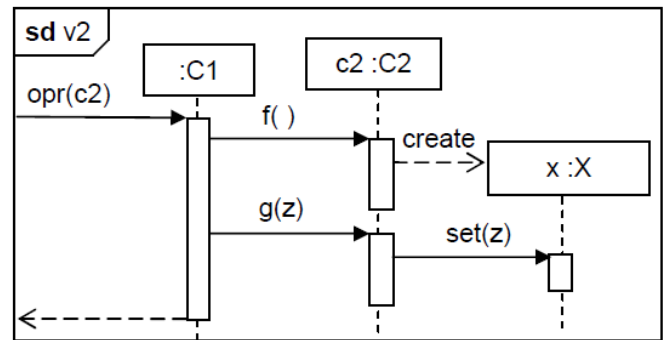 sd v2
:C1
c2 :C2
opr(c2)
f( )
create
x :X
g(z)
set(z)